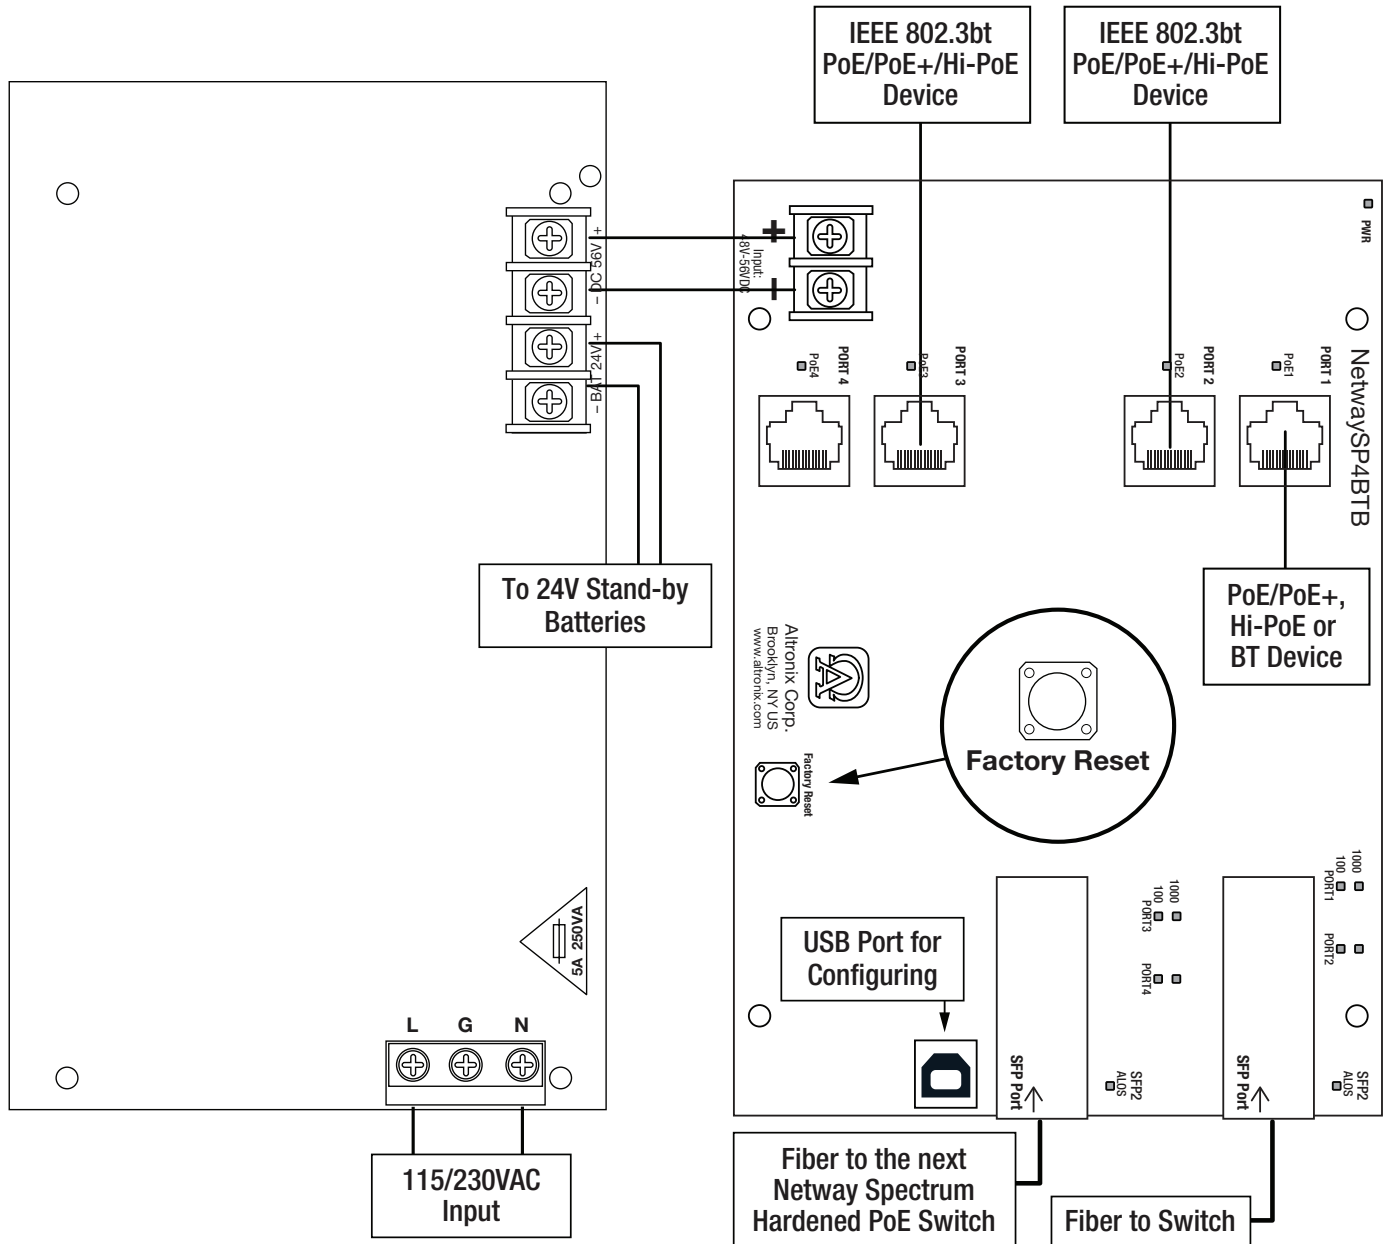 IEEE 802.3bt
PoE/PoE+/Hi-PoE
Device
IEEE 802.3bt
PoE/PoE+/Hi-PoE
Device
– DC 56V +
– BAT 24V +
+
–
Input:
48V-56VDC
PWR
NetwaySP4BTB
PORT 4
PoE4
PORT 3
PoE3
PORT 2
PoE2
PORT 1
PoE1
To 24V Stand-by
Batteries
PoE/PoE+,
Hi-PoE or
BT Device
Altronix Corp.
Brooklyn, NY US
www.altronix.com
Factory Reset
Factory Reset
5A 250VA
L G N
115/230VAC
Input
USB Port for
Configuring
1000
100
PORT1
PORT2
1000
100
PORT3
PORT4
SFP Port
SFP2
ALOS
SFP Port
SFP2
ALOS
Fiber to the next
Netway Spectrum
Hardened PoE Switch
Fiber to Switch